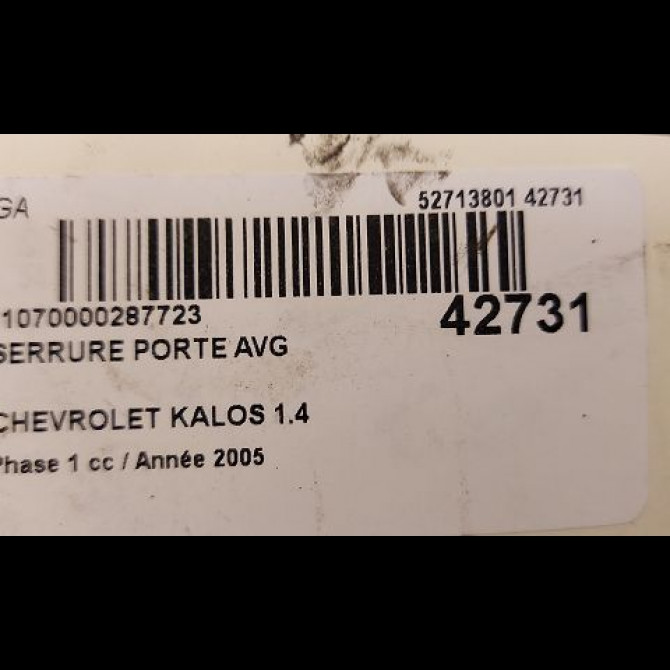 GA
52713801 42731
1070000287723
42731
SERRURE PORTE AVG
CHEVROLET KALOS 1.4
Phase 1 cc / Année 2005